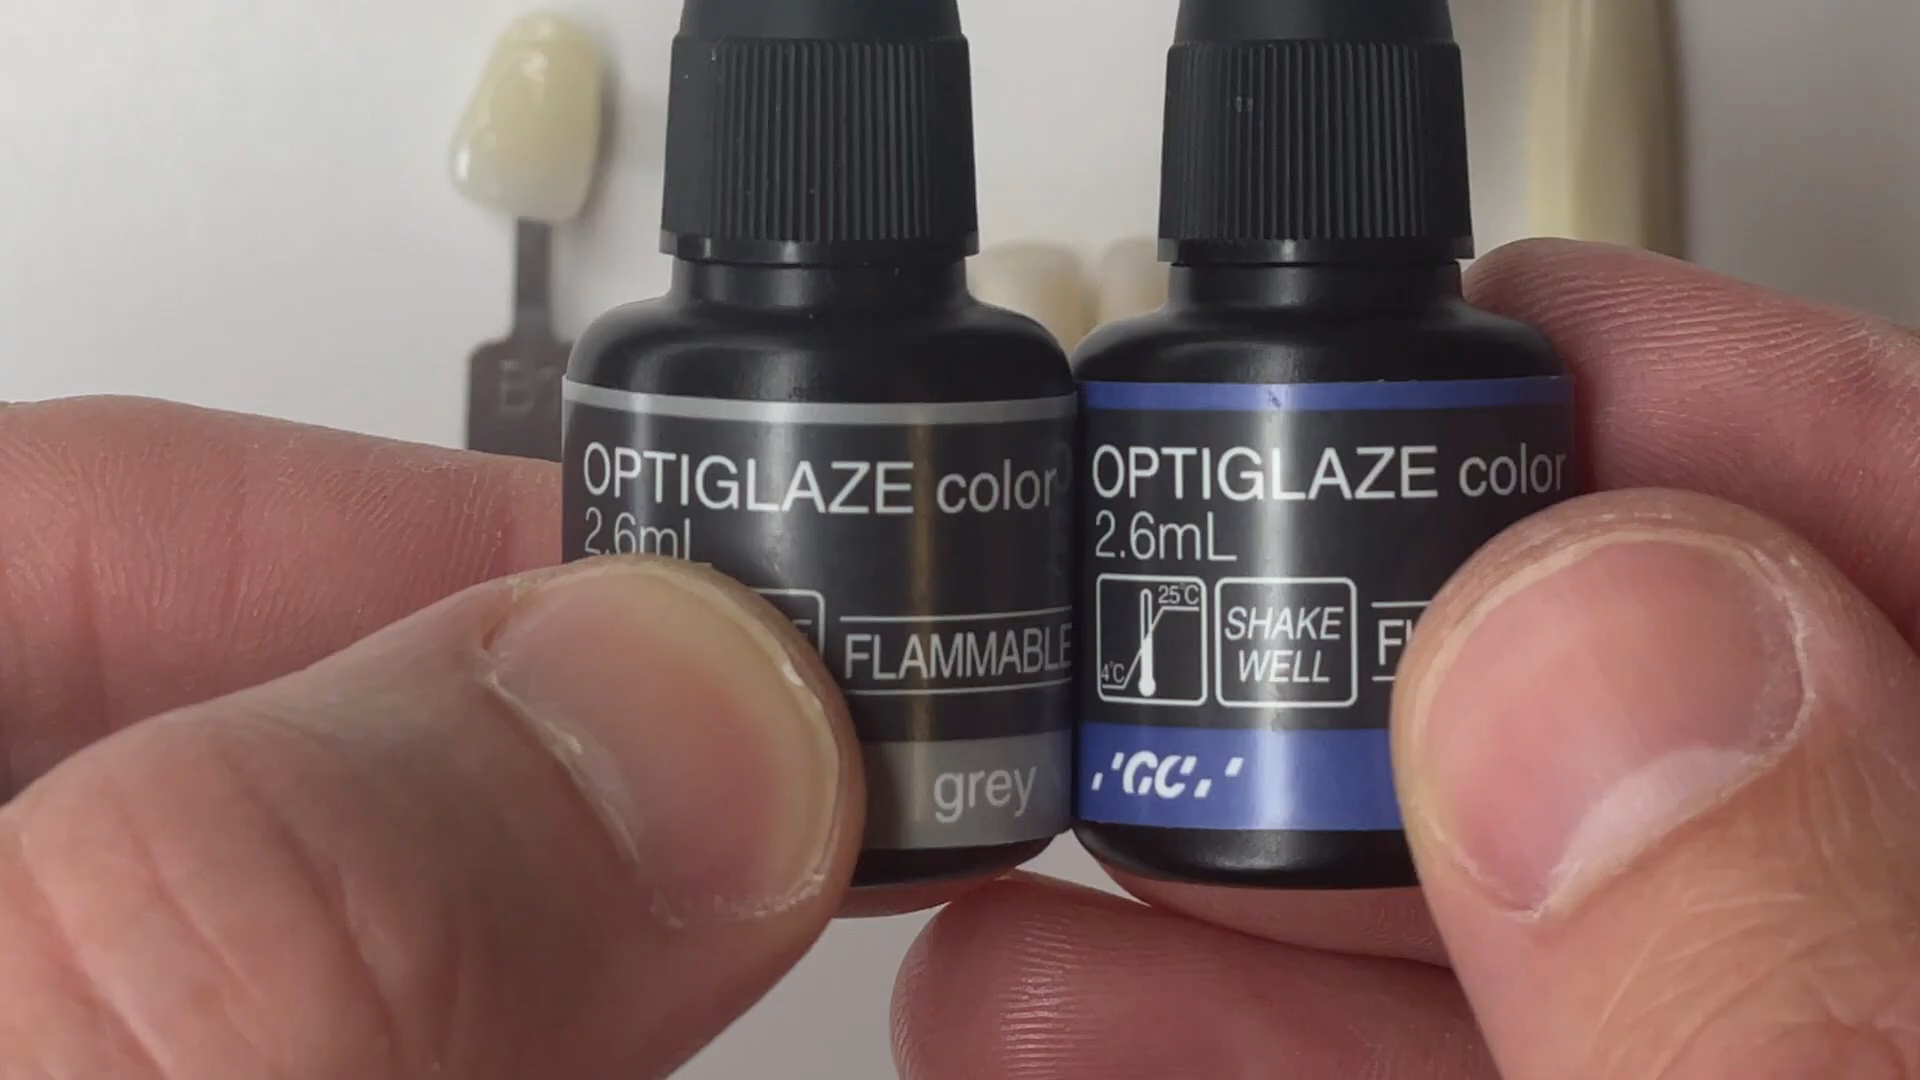 OPTIGLAZE color
2.6mL
FLAMMABLE
grey
OPTIGLAZE color
2.6mL
25°C
4°C
SHAKE
WELL
GC